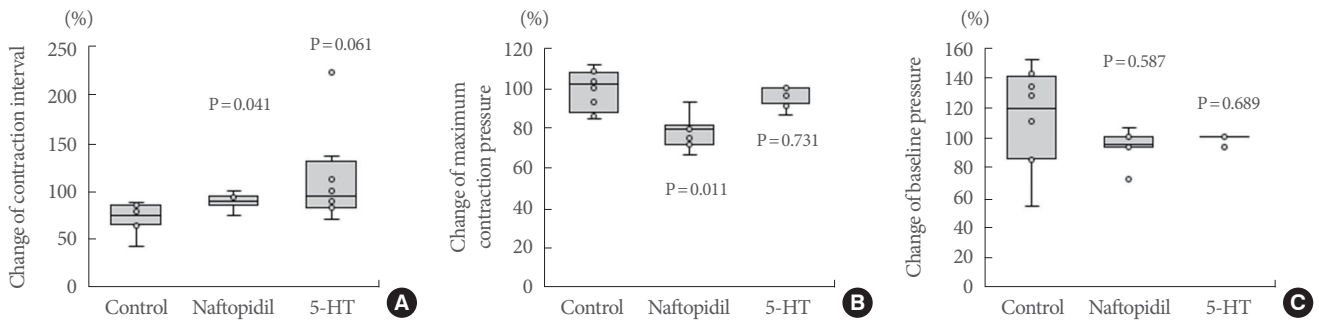 (%)
Change of contraction interval
250
200
150
100
50
0
P=0.061
P=0.041
Control Naftopidil 5-HT
A
(%)
Change of maximum
contraction pressure
120
100
80
60
40
20
0
P=0.731
P=0.011
Control Naftopidil 5-HT
B
(%)
Change of baseline pressure
160
140
120
100
80
60
40
20
0
P=0.587
P=0.689
Control Naftopidil 5-HT
C